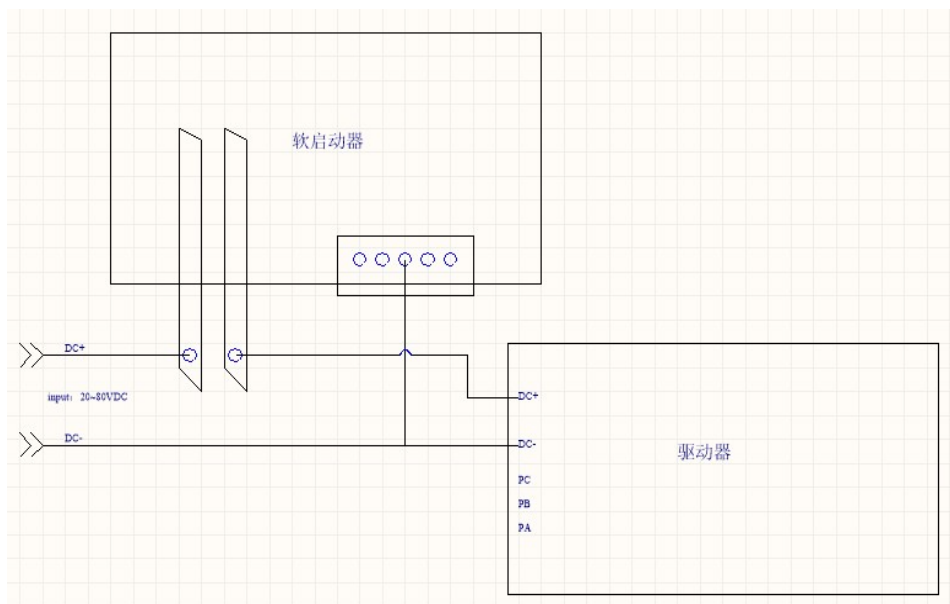 软启动器
DC+
input: 20~80VDC
DC-
DC+
DC-
驱动器
PC
PB
PA